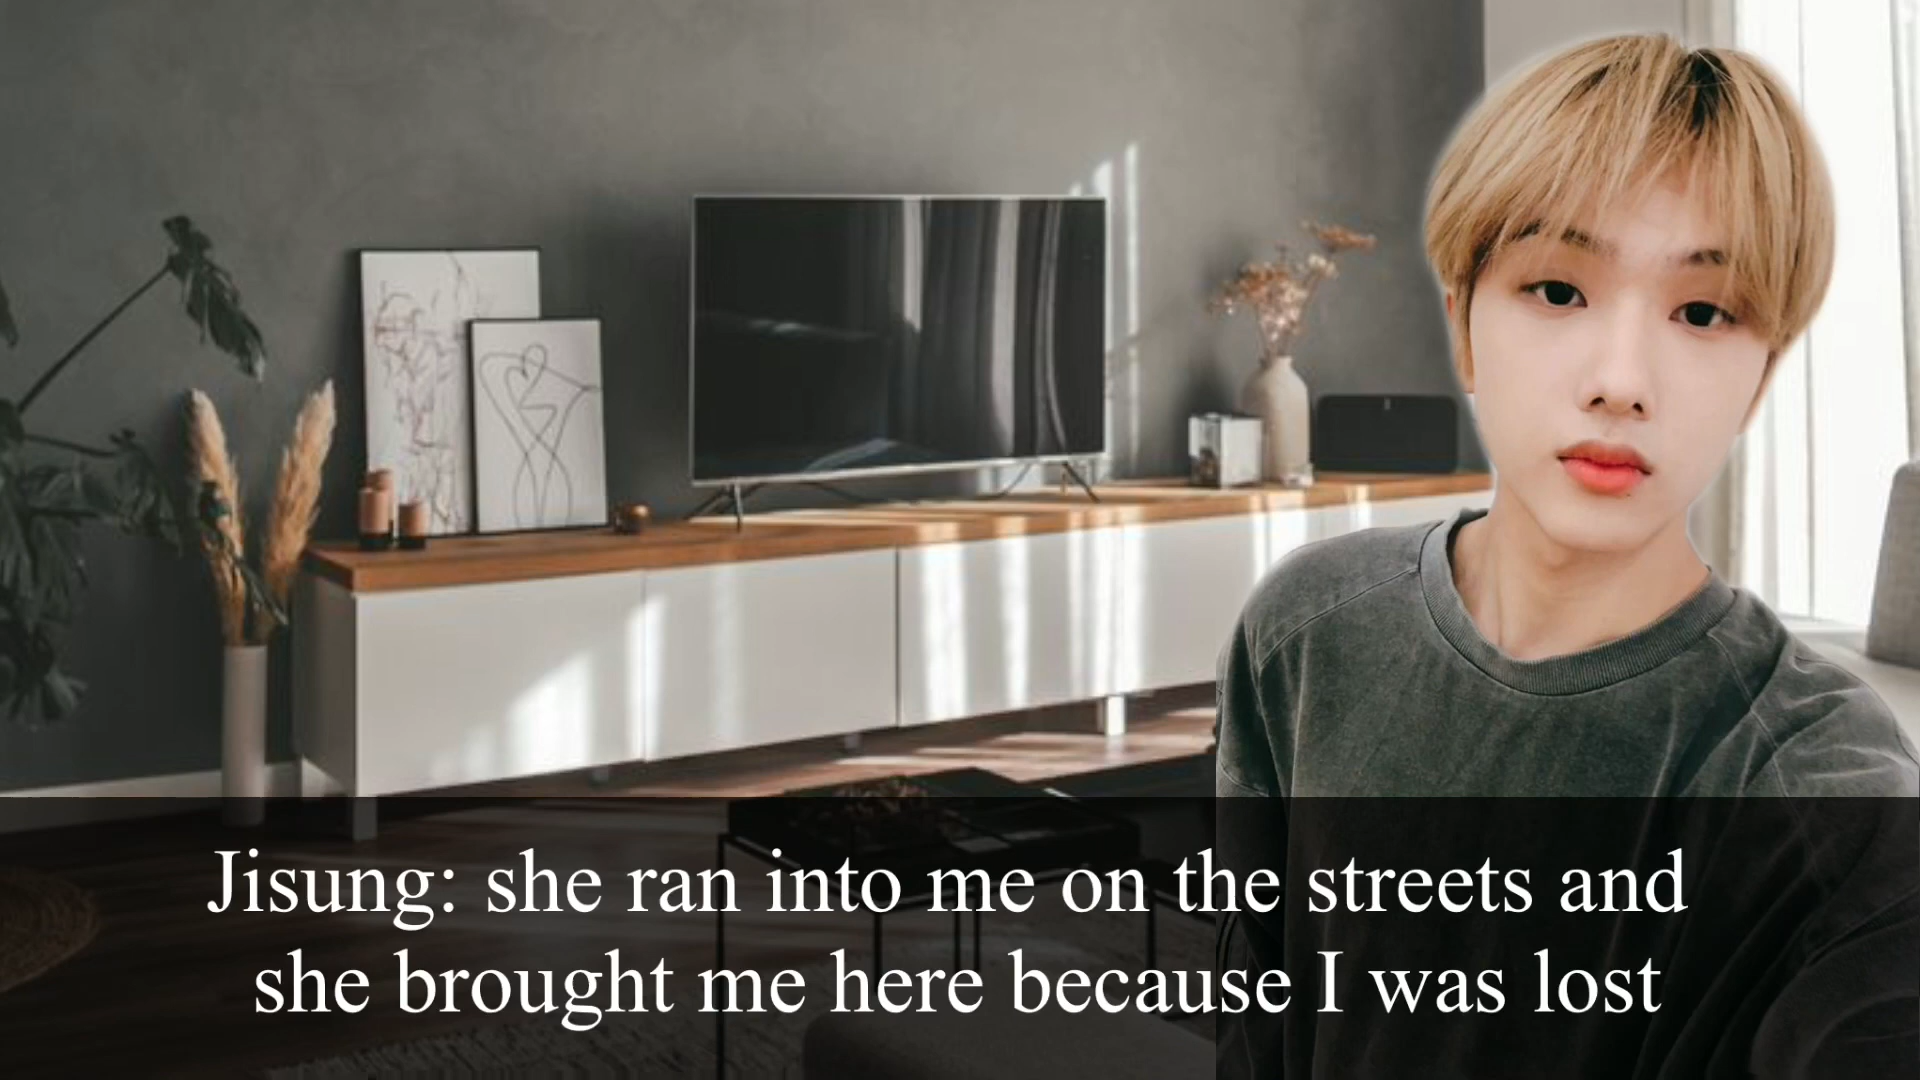 Jisung: she ran into me on the streets and
she brought me here because I was lost